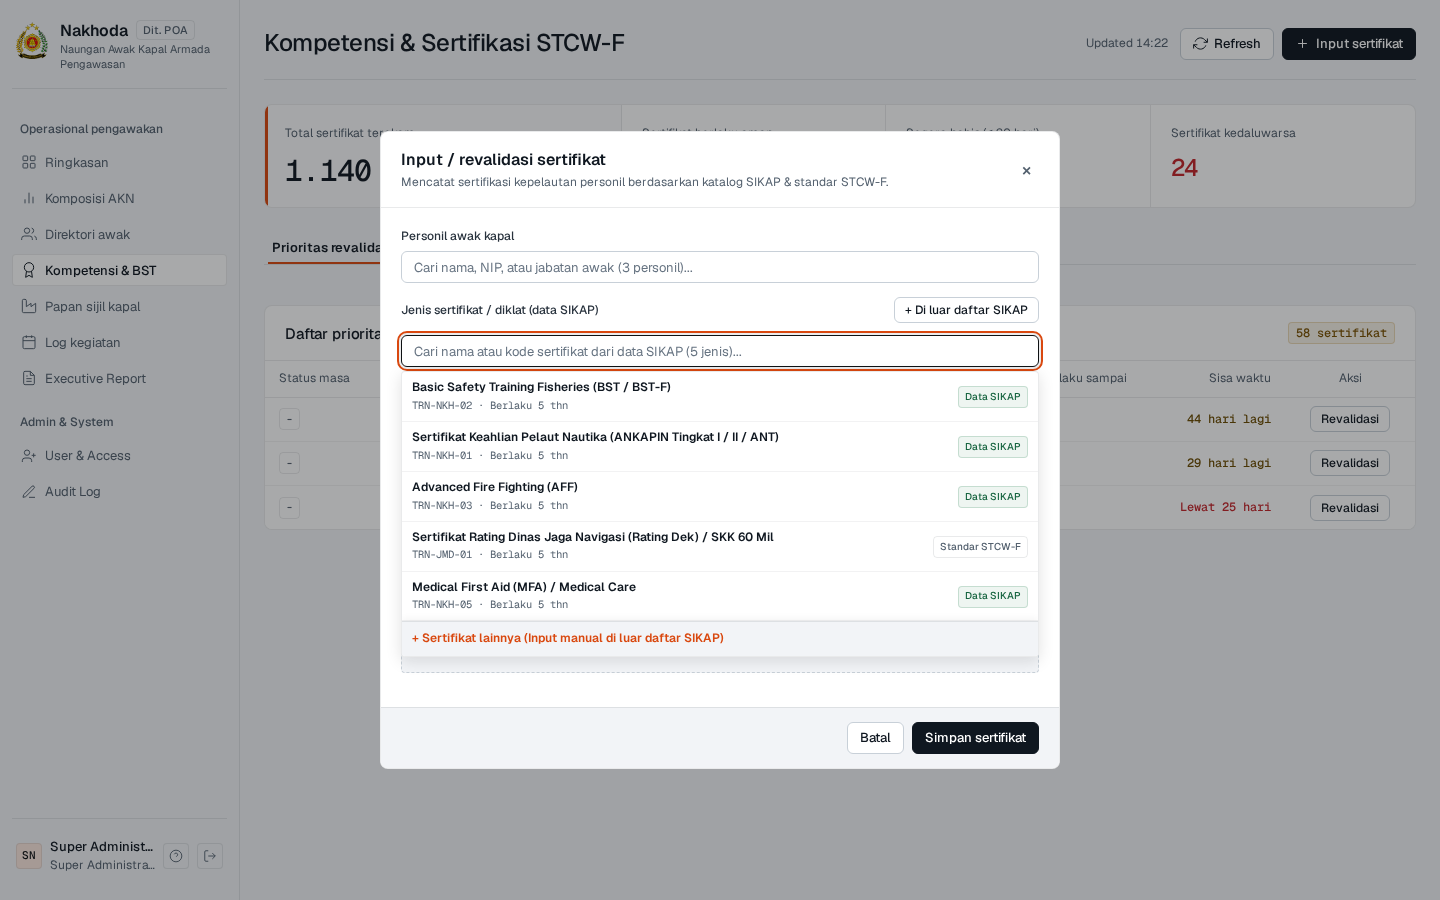 Nakhoda
Dit. POA
Naungan Awak Kapal Armada
Pengawasan
Operasional pengawakan
Ringkasan
Komposisi AKN
Direktori awak
Kompetensi & BST
Papan sijil kapal
Log kegiatan
Executive Report
Admin & System
User & Access
Audit Log
SN
Super Administ...
Super Administra...
Kompetensi & Sertifikasi STCW-F
Updated 14:22
Refresh
+ Input sertifikat
Total sertifikat
1.140
Sertifikat kedaluwarsa
24
Prioritas revalida
Daftar priorita
58 sertifikat
Status masa
laku sampai
Sisa waktu
Aksi
-
44 hari lagi
Revalidasi
-
29 hari lagi
Revalidasi
-
Lewat 25 hari
Revalidasi
Input / revalidasi sertifikat
Mencatat sertifikasi kepelautan personil berdasarkan katalog SIKAP & standar STCW-F.
×
Personil awak kapal
Cari nama, NIP, atau jabatan awak (3 personil)...
Jenis sertifikat / diklat (data SIKAP)
+ Di luar daftar SIKAP
Cari nama atau kode sertifikat dari data SIKAP (5 jenis)...
Basic Safety Training Fisheries (BST / BST-F)
TRN-NKH-02 · Berlaku 5 thn
Data SIKAP
Sertifikat Keahlian Pelaut Nautika (ANKAPIN Tingkat I / II / ANT)
TRN-NKH-01 · Berlaku 5 thn
Data SIKAP
Advanced Fire Fighting (AFF)
TRN-NKH-03 · Berlaku 5 thn
Data SIKAP
Sertifikat Rating Dinas Jaga Navigasi (Rating Dek) / SKK 60 Mil
TRN-JMD-01 · Berlaku 5 thn
Standar STCW-F
Medical First Aid (MFA) / Medical Care
TRN-NKH-05 · Berlaku 5 thn
Data SIKAP
+ Sertifikat lainnya (Input manual di luar daftar SIKAP)
Batal
Simpan sertifikat